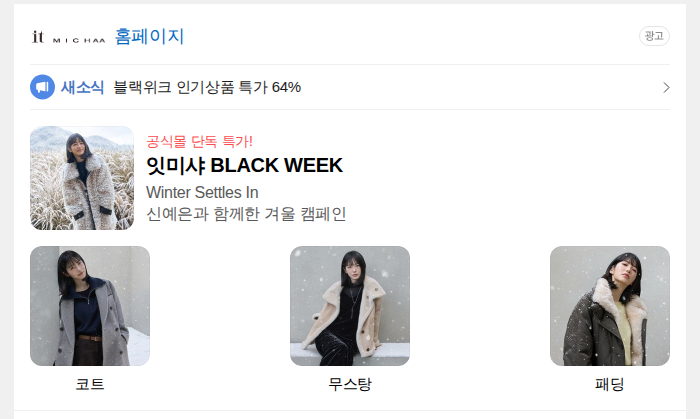 it MICHAA 홈페이지
광고
새소식 블랙위크 인기상품 특가 64%
공식몰 단독 특가!
잇미샤 BLACK WEEK
Winter Settles In
신예은과 함께한 겨울 캠페인
코트 무스탕 패딩